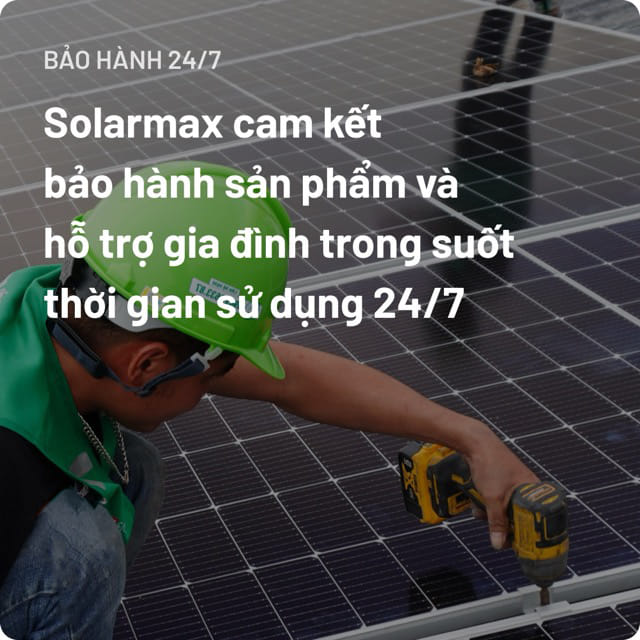 BẢO HÀNH 24/7
Solarmax cam kết
bảo hành sản phẩm và
hỗ trợ gia đình trong suốt
thời gian sử dụng 24/7